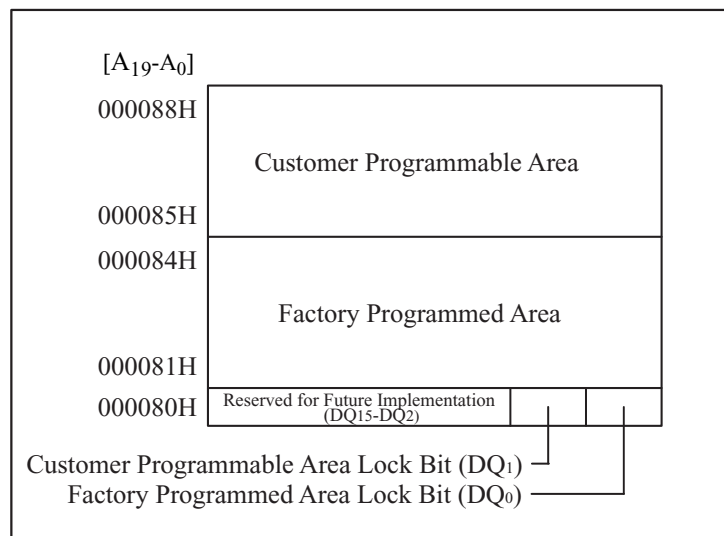 [A19-A0]
000088H
Customer Programmable Area
000085H
000084H
Factory Programmed Area
000081H
000080H
Reserved for Future Implementation
(DQ15-DQ2)
Customer Programmable Area Lock Bit (DQ1)
Factory Programmed Area Lock Bit (DQ0)